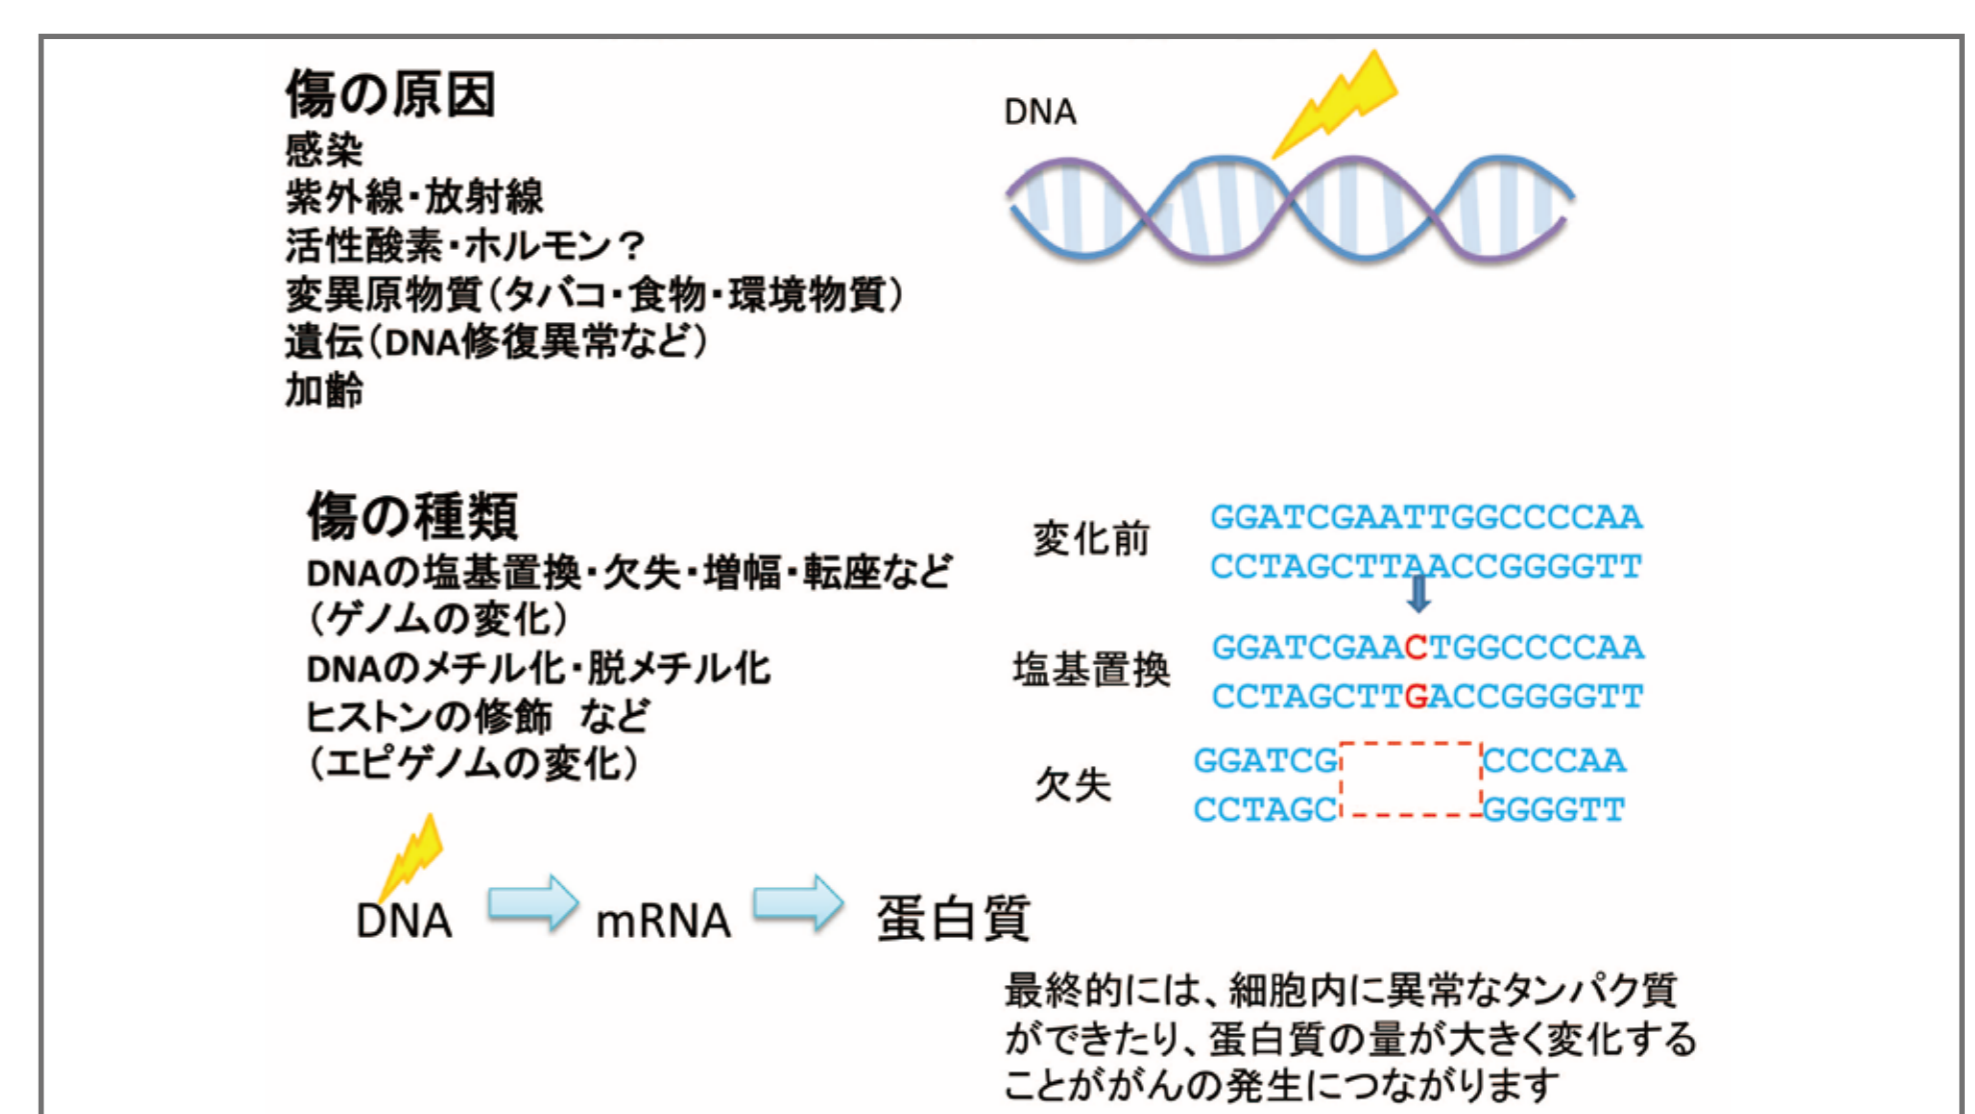 傷の原因
感染
紫外線・放射線
活性酸素・ホルモン？
変異原物質（タバコ・食物・環境物質）
遺伝（DNA修復異常など）
加齢
DNA
傷の種類
DNAの塩基置換・欠失・増幅・転座など
（ゲノムの変化）
DNAのメチル化・脱メチル化
ヒストンの修飾　など
（エピゲノムの変化）
変化前
GGATCGAATTGGCCCCAA
CCTAGCTTAACCGGGGTT
塩基置換
GGATCGAACTGGCCCCAA
CCTAGCTTGACCGGGGTT
欠失
GGATCG CCCCAA
CCTAGC GGGGTT
DNA mRNA 蛋白質
最終的には、細胞内に異常なタンパク質
ができたり、蛋白質の量が大きく変化する
ことががんの発生につながります